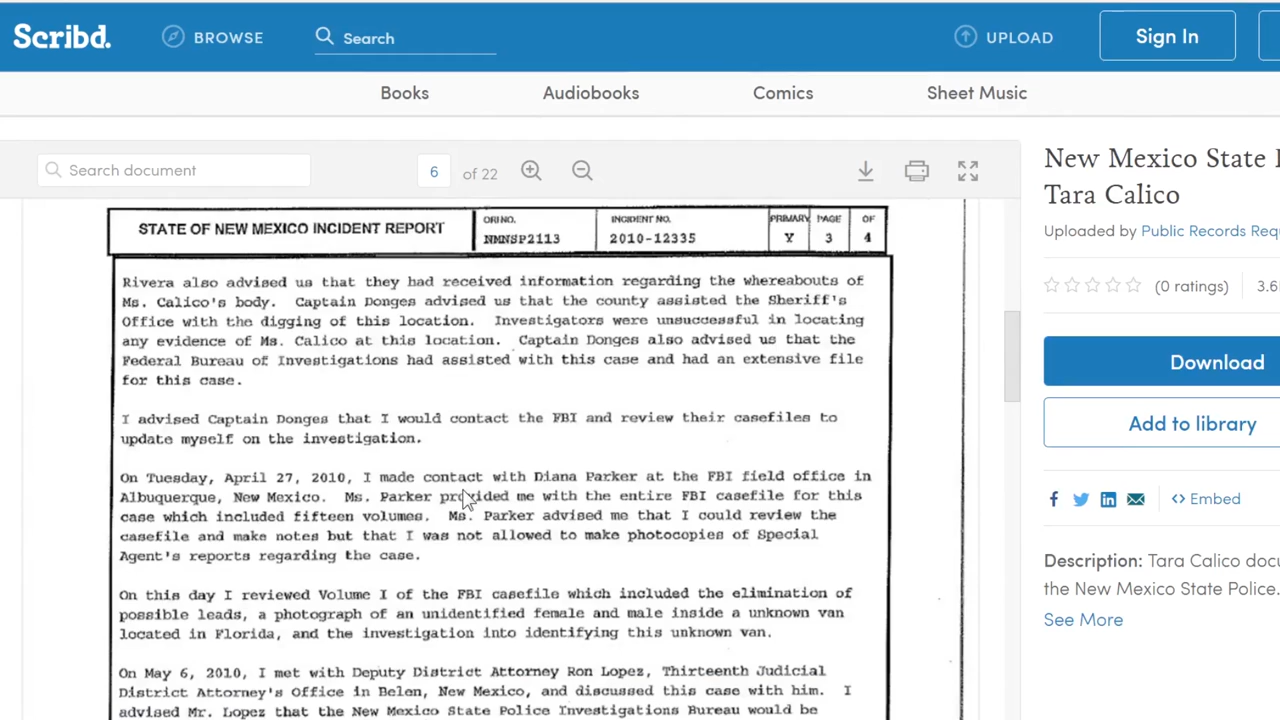 Scribd.
BROWSE
Search
UPLOAD
Sign In
Books
Audiobooks
Comics
Sheet Music
Search document
6 of 22
New Mexico State
Tara Calico
Uploaded by Public Records Req
(0 ratings)
3.6
Download
Add to library
Embed
Description: Tara Calico docu
the New Mexico State Police.
See More
STATE OF NEW MEXICO INCIDENT REPORT
ORI NO.
NMNSP2113
INCIDENT NO.
2010-12335
PRIMARY
Y
PAGE
3
OF
4
Rivera also advised us that they had received information regarding the whereabouts of
Ms. Calico's body. Captain Donges advised us that the county assisted the Sheriff's
Office with the digging of this location. Investigators were unsuccessful in locating
any evidence of Ms. Calico at this location. Captain Donges also advised us that the
Federal Bureau of Investigations had assisted with this case and had an extensive file
for this case.
I advised Captain Donges that I would contact the FBI and review their casefiles to
update myself on the investigation.
On Tuesday, April 27, 2010, I made contact with Diana Parker at the FBI field office in
Albuquerque, New Mexico. Ms. Parker provided me with the entire FBI casefile for this
case which included fifteen volumes. Ms. Parker advised me that I could review the
casefile and make notes but that I was not allowed to make photocopies of Special
Agent's reports regarding the case.
On this day I reviewed Volume I of the FBI casefile which included the elimination of
possible leads, a photograph of an unidentified female and male inside a unknown van
located in Florida, and the investigation into identifying this unknown van.
On May 6, 2010, I met with Deputy District Attorney Ron Lopez, Thirteenth Judicial
District Attorney's Office in Belen, New Mexico, and discussed this case with him. I
advised Mr. Lopez that the New Mexico State Police Investigations Bureau would be